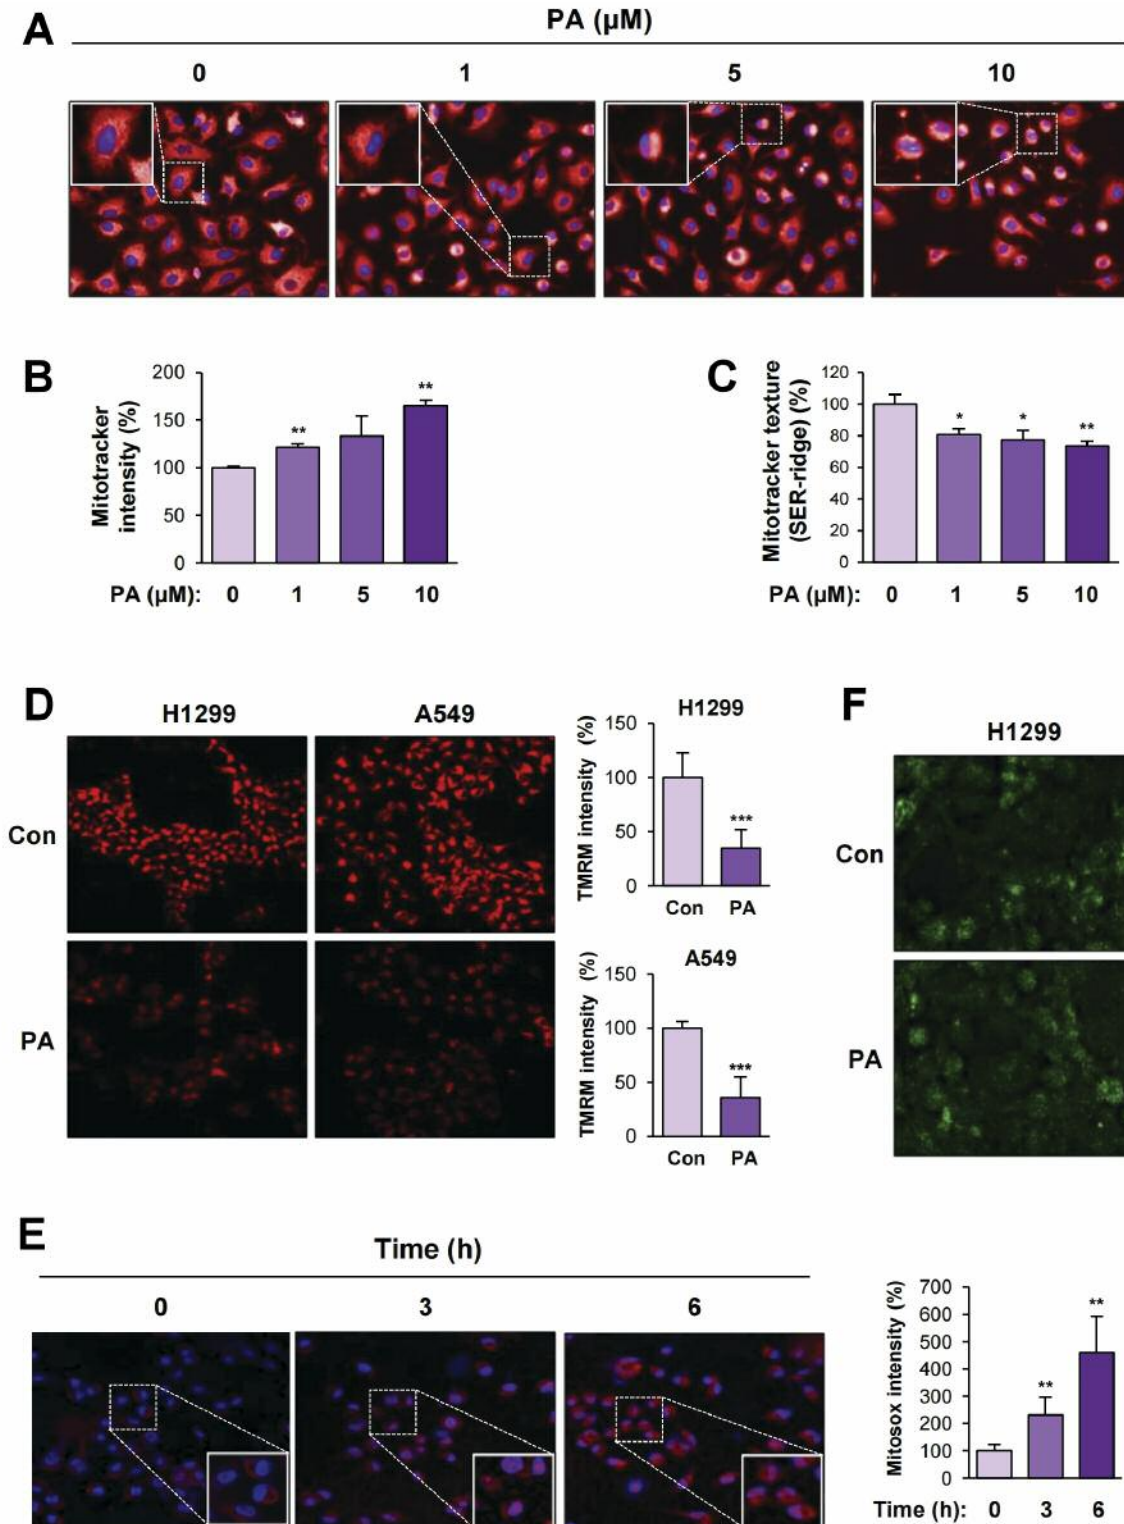 A
PA (µM)
0 1 5 10
B
Mitotracker
intensity (%)
200
150
100
50
0
**
**
PA (µM): 0 1 5 10
C
Mitotracker texture
(SER-ridge) (%)
120
100
80
60
40
20
0
*
*
**
PA (µM): 0 1 5 10
D
H1299 A549
Con
PA
H1299
TMRM intensity (%)
150
100
50
0
***
Con PA
A549
TMRM intensity (%)
150
100
50
0
***
Con PA
F
H1299
Con
PA
E
Time (h)
0 3 6
Mitosox intensity (%)
700
600
500
400
300
200
100
0
**
**
Time (h): 0 3 6